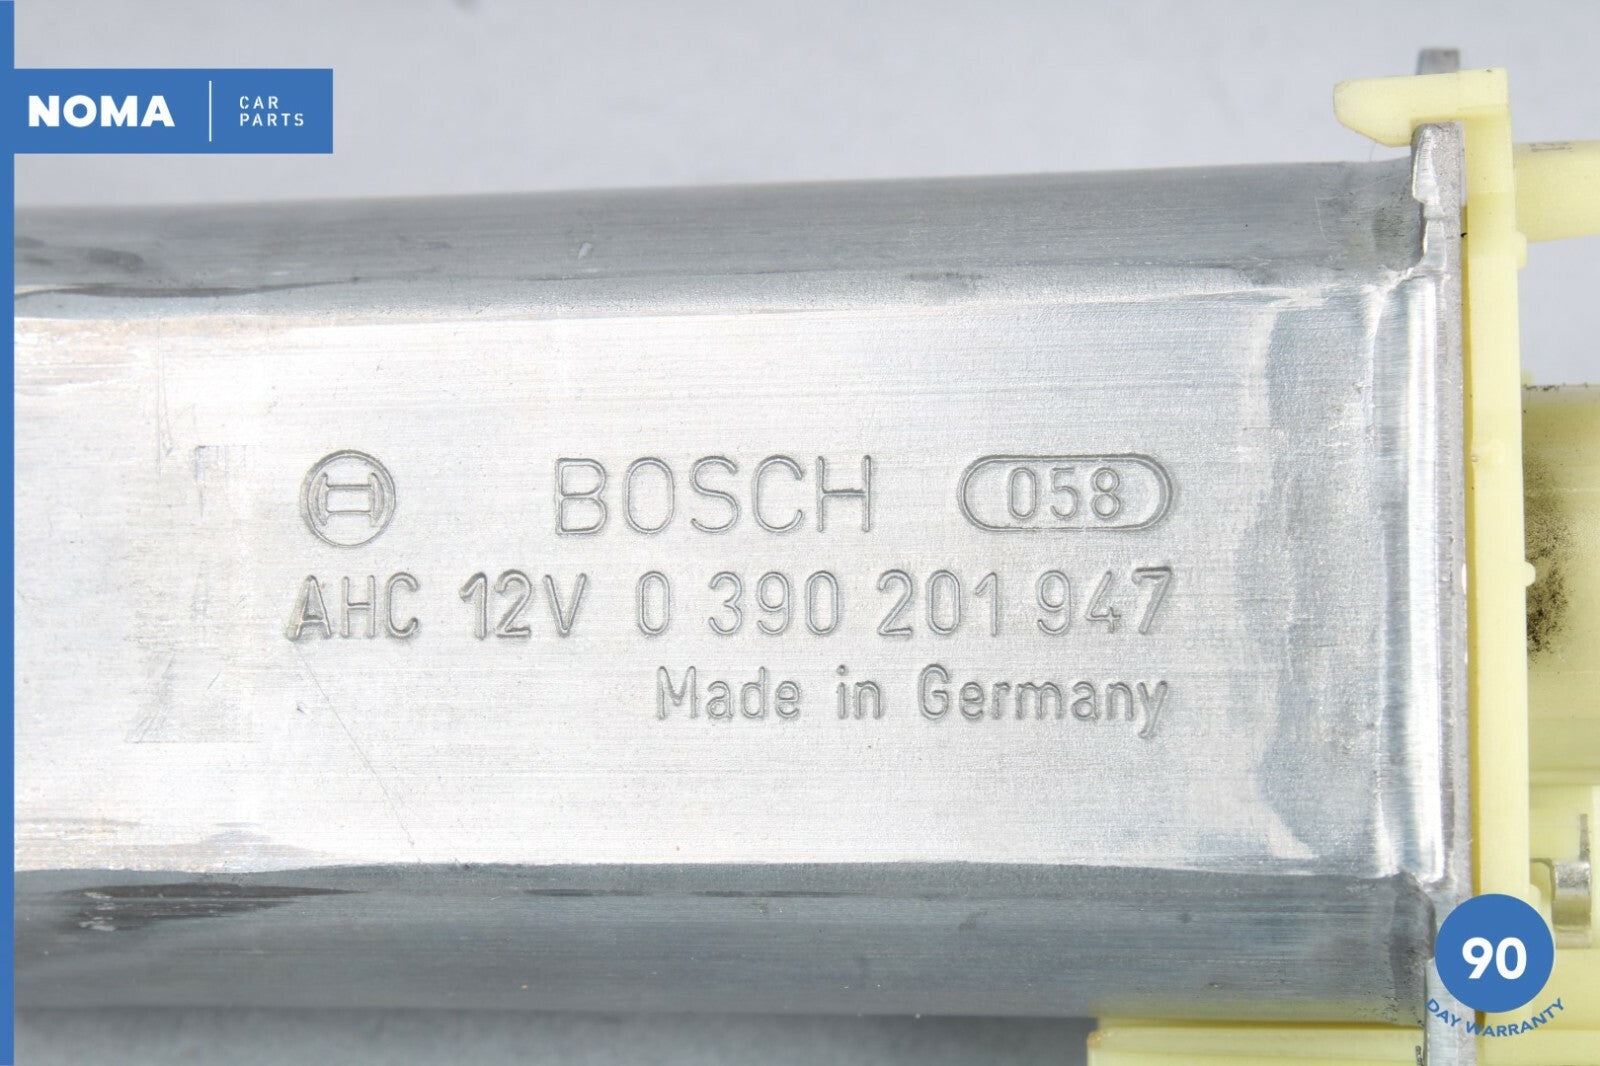 NOMA
CAR
PARTS
BOSCH 058
AHC 12V 0 390 201 947
Made in Germany
90
DAY WARRANTY